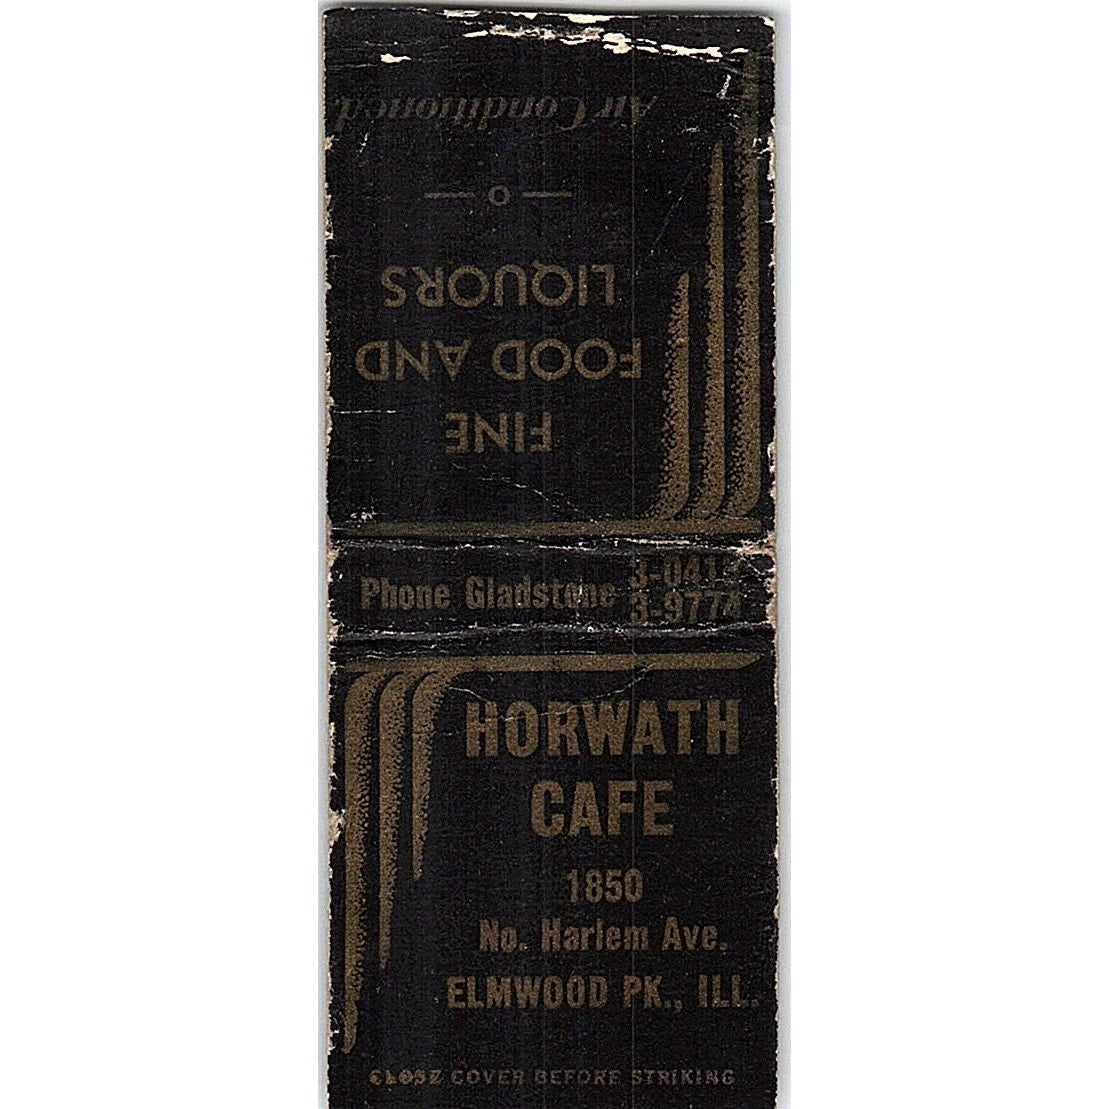 HORWATH
CAFE
1850
No. Harlem Ave.
ELMWOOD PK., ILL.
CLOSE COVER BEFORE STRIKING
Phone Gladstone
3-9774
FINE
FOOD AND
LIQUORS
— o —
Air Conditioned